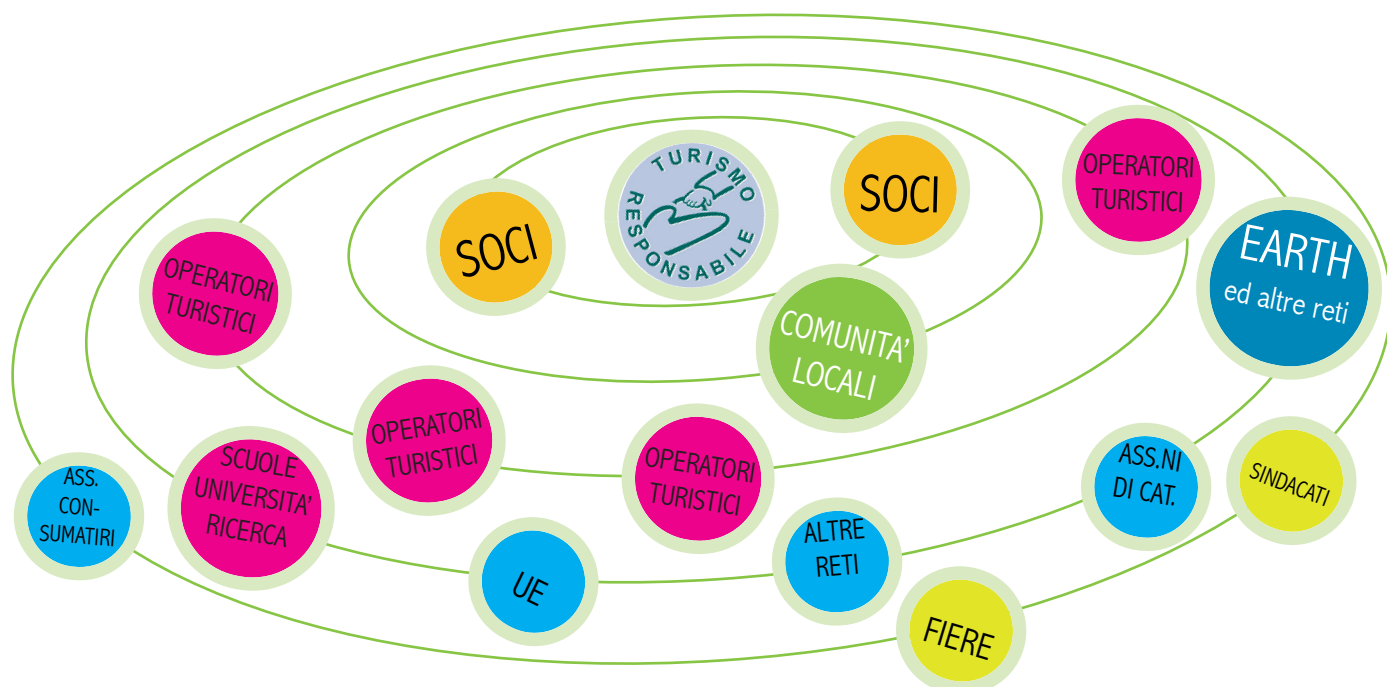 TURISMO
RESPONSABILE
SOCI
SOCI
OPERATORI
TURISTICI
EARTH
ed altre reti
OPERATORI
TURISTICI
COMUNITA'
LOCALI
OPERATORI
TURISTICI
OPERATORI
TURISTICI
ASS.NI
DI CAT.
SINDACATI
ASS.
CON-
SUMATIRI
SCUOLE
UNIVERSITA'
RICERCA
UE
ALTRE
RETI
FIERE